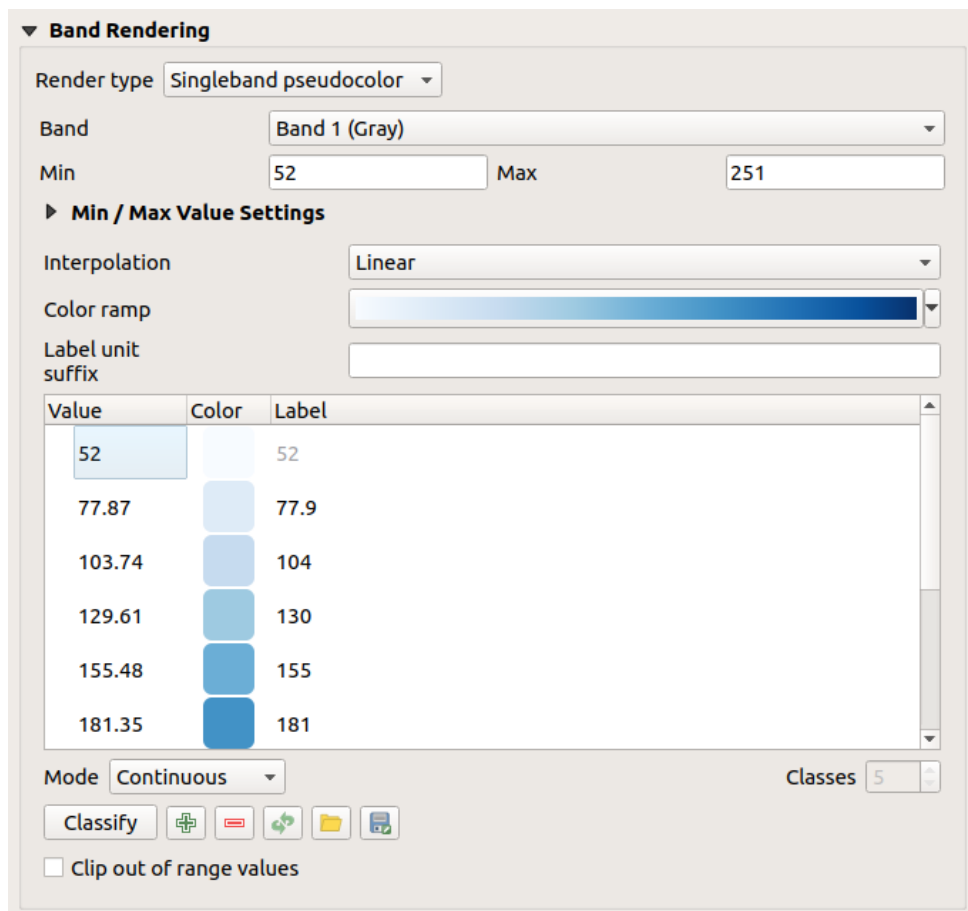 Band Rendering
Render type Singleband pseudocolor
Band Band 1 (Gray)
Min 52 Max 251
Min / Max Value Settings
Interpolation Linear
Color ramp
Label unit
suffix
Value Color Label
52 52
77.87 77.9
103.74 104
129.61 130
155.48 155
181.35 181
Mode Continuous Classes 5
Classify
Clip out of range values